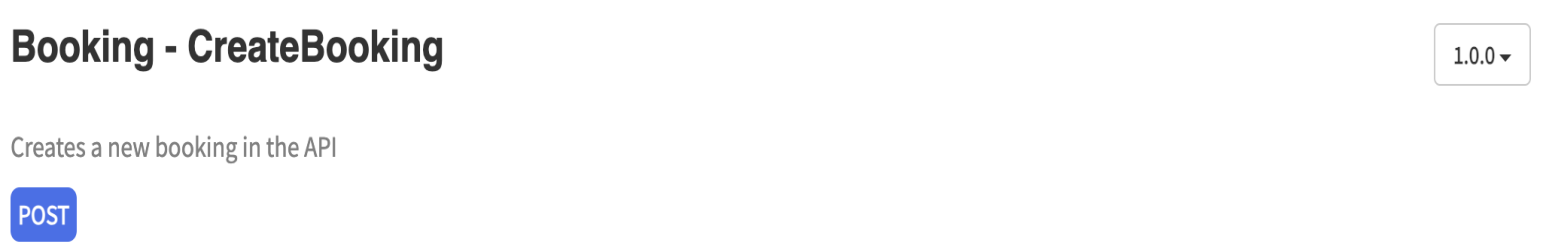 Booking - CreateBooking
1.0.0
Creates a new booking in the API
POST